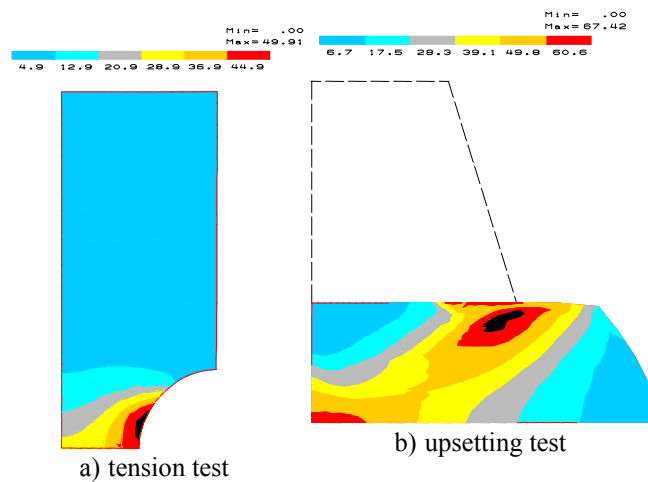 Min= .00
Max=49.91
4.9 12.9 20.9 28.9 36.9 44.9
a) tension test
Min= .00
Max=67.42
6.7 17.5 28.3 39.1 49.8 60.6
b) upsetting test